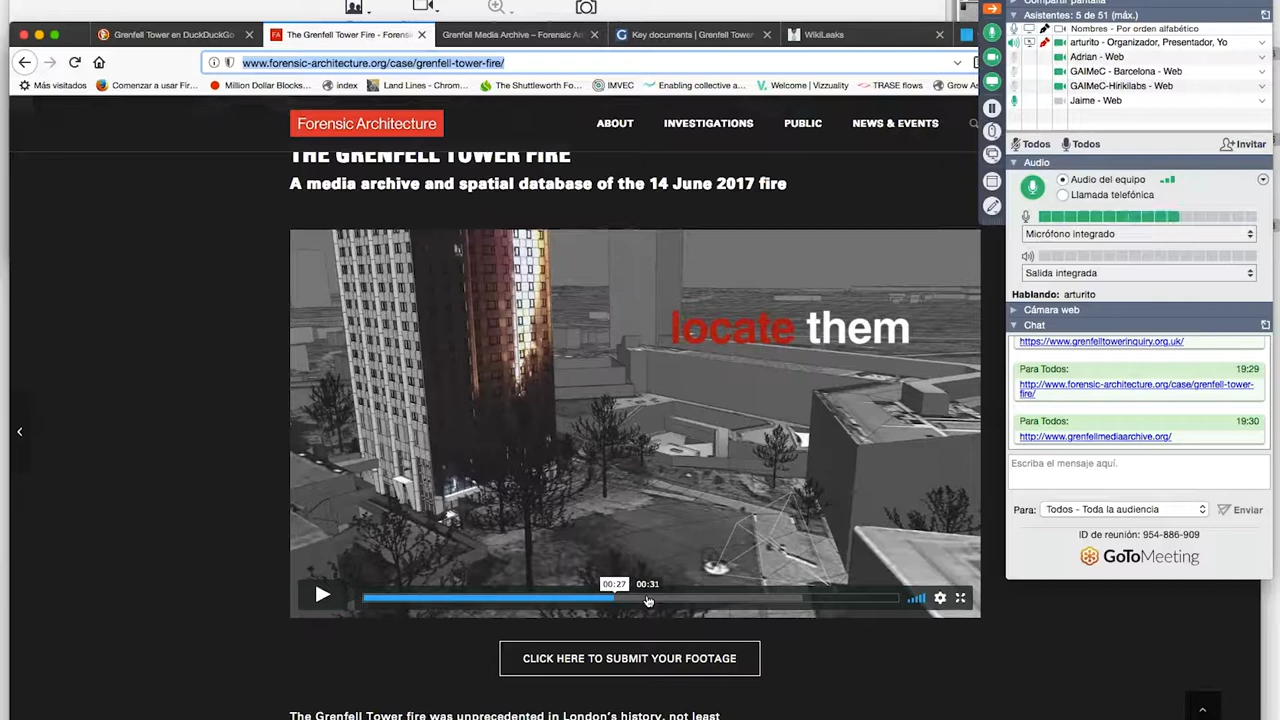 Compartir pantalla
Asistentes: 5 de 51 (máx.)
Nombres - Por orden alfabético
arturito - Organizador, Presentador, Yo
Adrian - Web
GAIMeC - Barcelona - Web
GAIMeC-Hirikilabs - Web
Jaime - Web
Todos Todos Invitar
Audio
Audio del equipo
Llamada telefónica
Micrófono integrado
Salida integrada
Hablando: arturito
Cámara web
Chat
https://www.grenfelltowerinquiry.org.uk/
Para Todos: 19:29
http://www.forensic-architecture.org/case/grenfell-tower-
fire/
Para Todos: 19:30
http://www.grenfellmediaarchive.org/
Escriba el mensaje aquí.
Para: Todos - Toda la audiencia Enviar
ID de reunión: 954-886-909
GoToMeeting
Grenfell Tower en DuckDuckGo
The Grenfell Tower Fire - Forens
Grenfell Media Archive – Forensic A
Key documents | Grenfell Tower
WikiLeaks
www.forensic-architecture.org/case/grenfell-tower-fire/
Más visitados Comenzar a usar Fir Million Dollar Blocks... index Land Lines - Chrom... The Shuttleworth Fo... IMVEC Enabling collective a... Welcome | Vizzuality TRASE flows Grow As
Forensic Architecture
ABOUT INVESTIGATIONS PUBLIC NEWS & EVENTS
THE GRENFELL TOWER FIRE
A media archive and spatial database of the 14 June 2017 fire
locate them
00:27 00:31
CLICK HERE TO SUBMIT YOUR FOOTAGE
The Grenfell Tower fire was unprecedented in London's history, not least